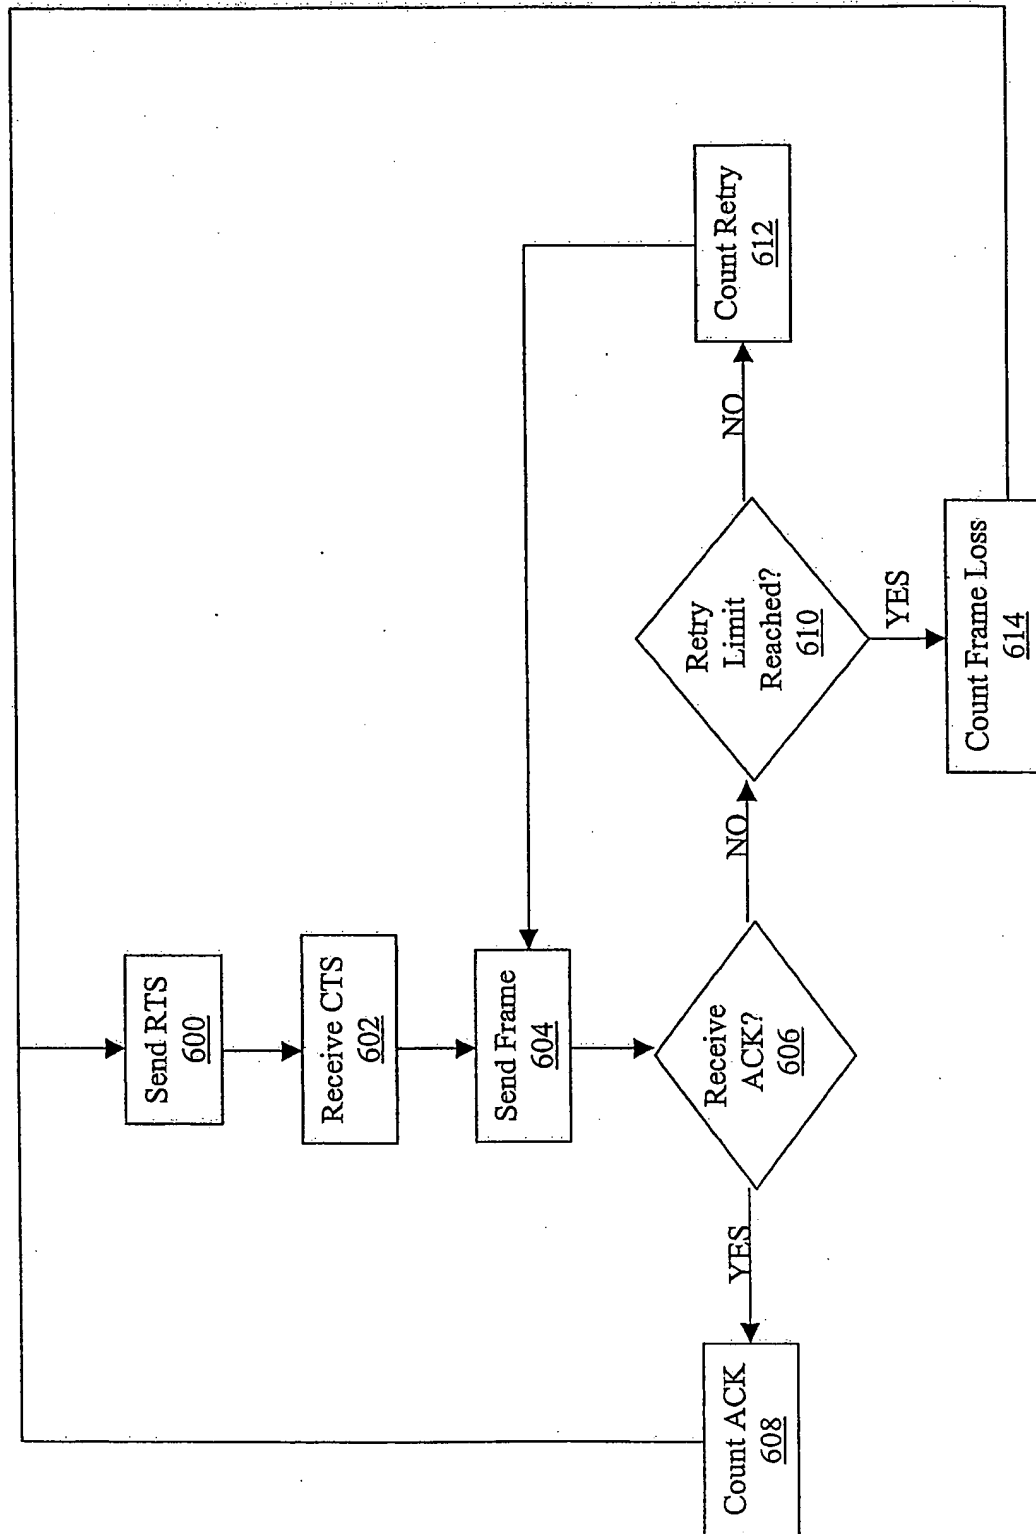 Send RTS
600
Receive CTS
602
Send Frame
604
Receive
ACK?
606
YES
Count ACK
608
NO
Retry
Limit
Reached?
610
NO
Count Retry
612
YES
Count Frame Loss
614